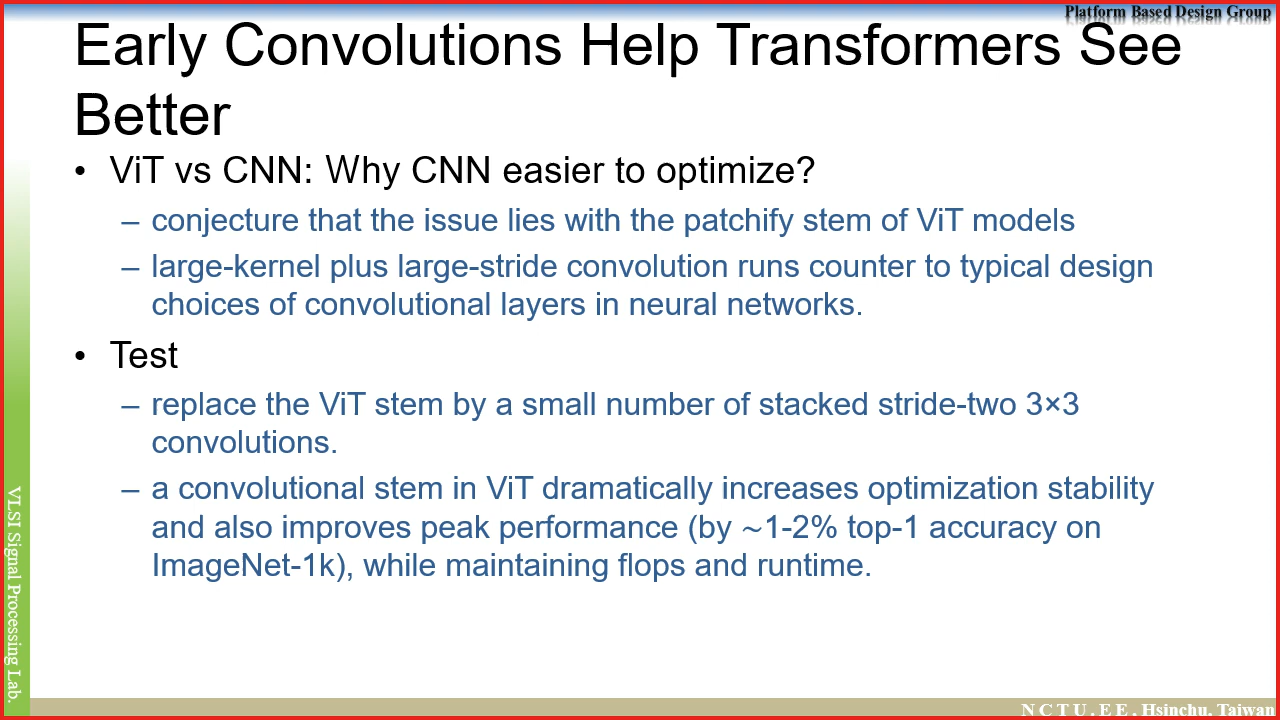 Platform Based Design Group
Early Convolutions Help Transformers See
Better
• ViT vs CNN: Why CNN easier to optimize?
– conjecture that the issue lies with the patchify stem of ViT models
– large-kernel plus large-stride convolution runs counter to typical design
choices of convolutional layers in neural networks.
• Test
– replace the ViT stem by a small number of stacked stride-two 3×3
convolutions.
– a convolutional stem in ViT dramatically increases optimization stability
and also improves peak performance (by ∼1-2% top-1 accuracy on
ImageNet-1k), while maintaining flops and runtime.
VLSI Signal Processing Lab.
N C T U . E E . Hsinchu. Taiwan